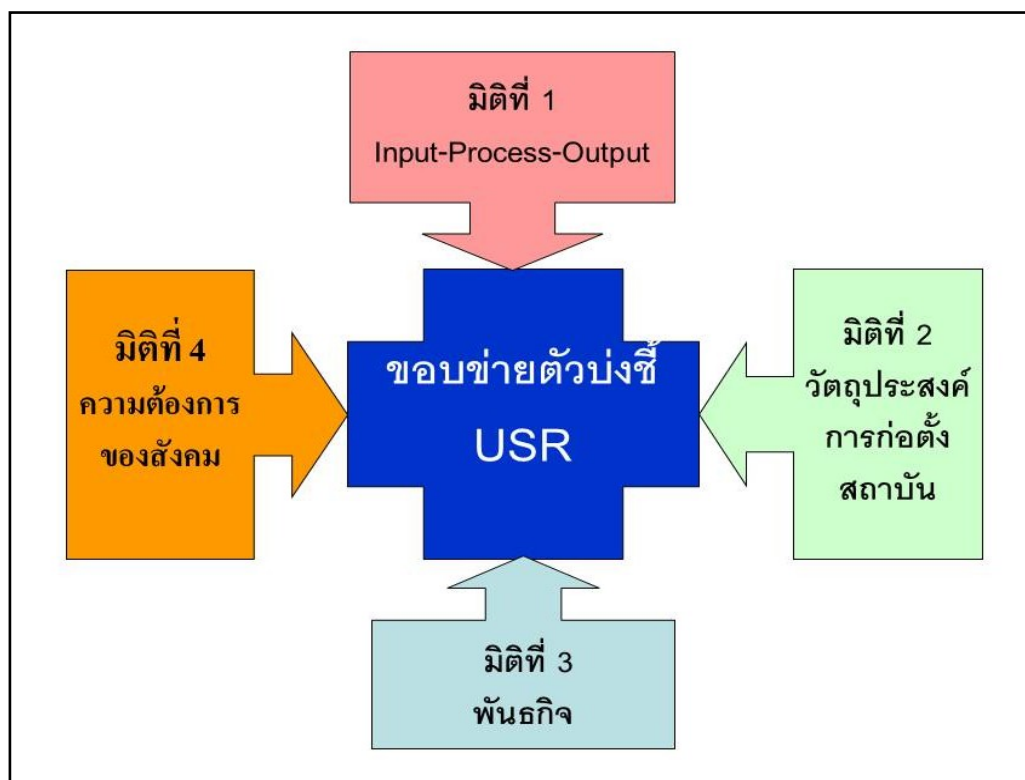 มิติที่ 1
Input-Process-Output
มิติที่ 4
ความต้องการ
ของสังคม
ขอบข่ายตัวบ่งชี้
USR
มิติที่ 2
วัตถุประสงค์
การก่อตั้ง
สถาบัน
มิติที่ 3
พันธกิจ